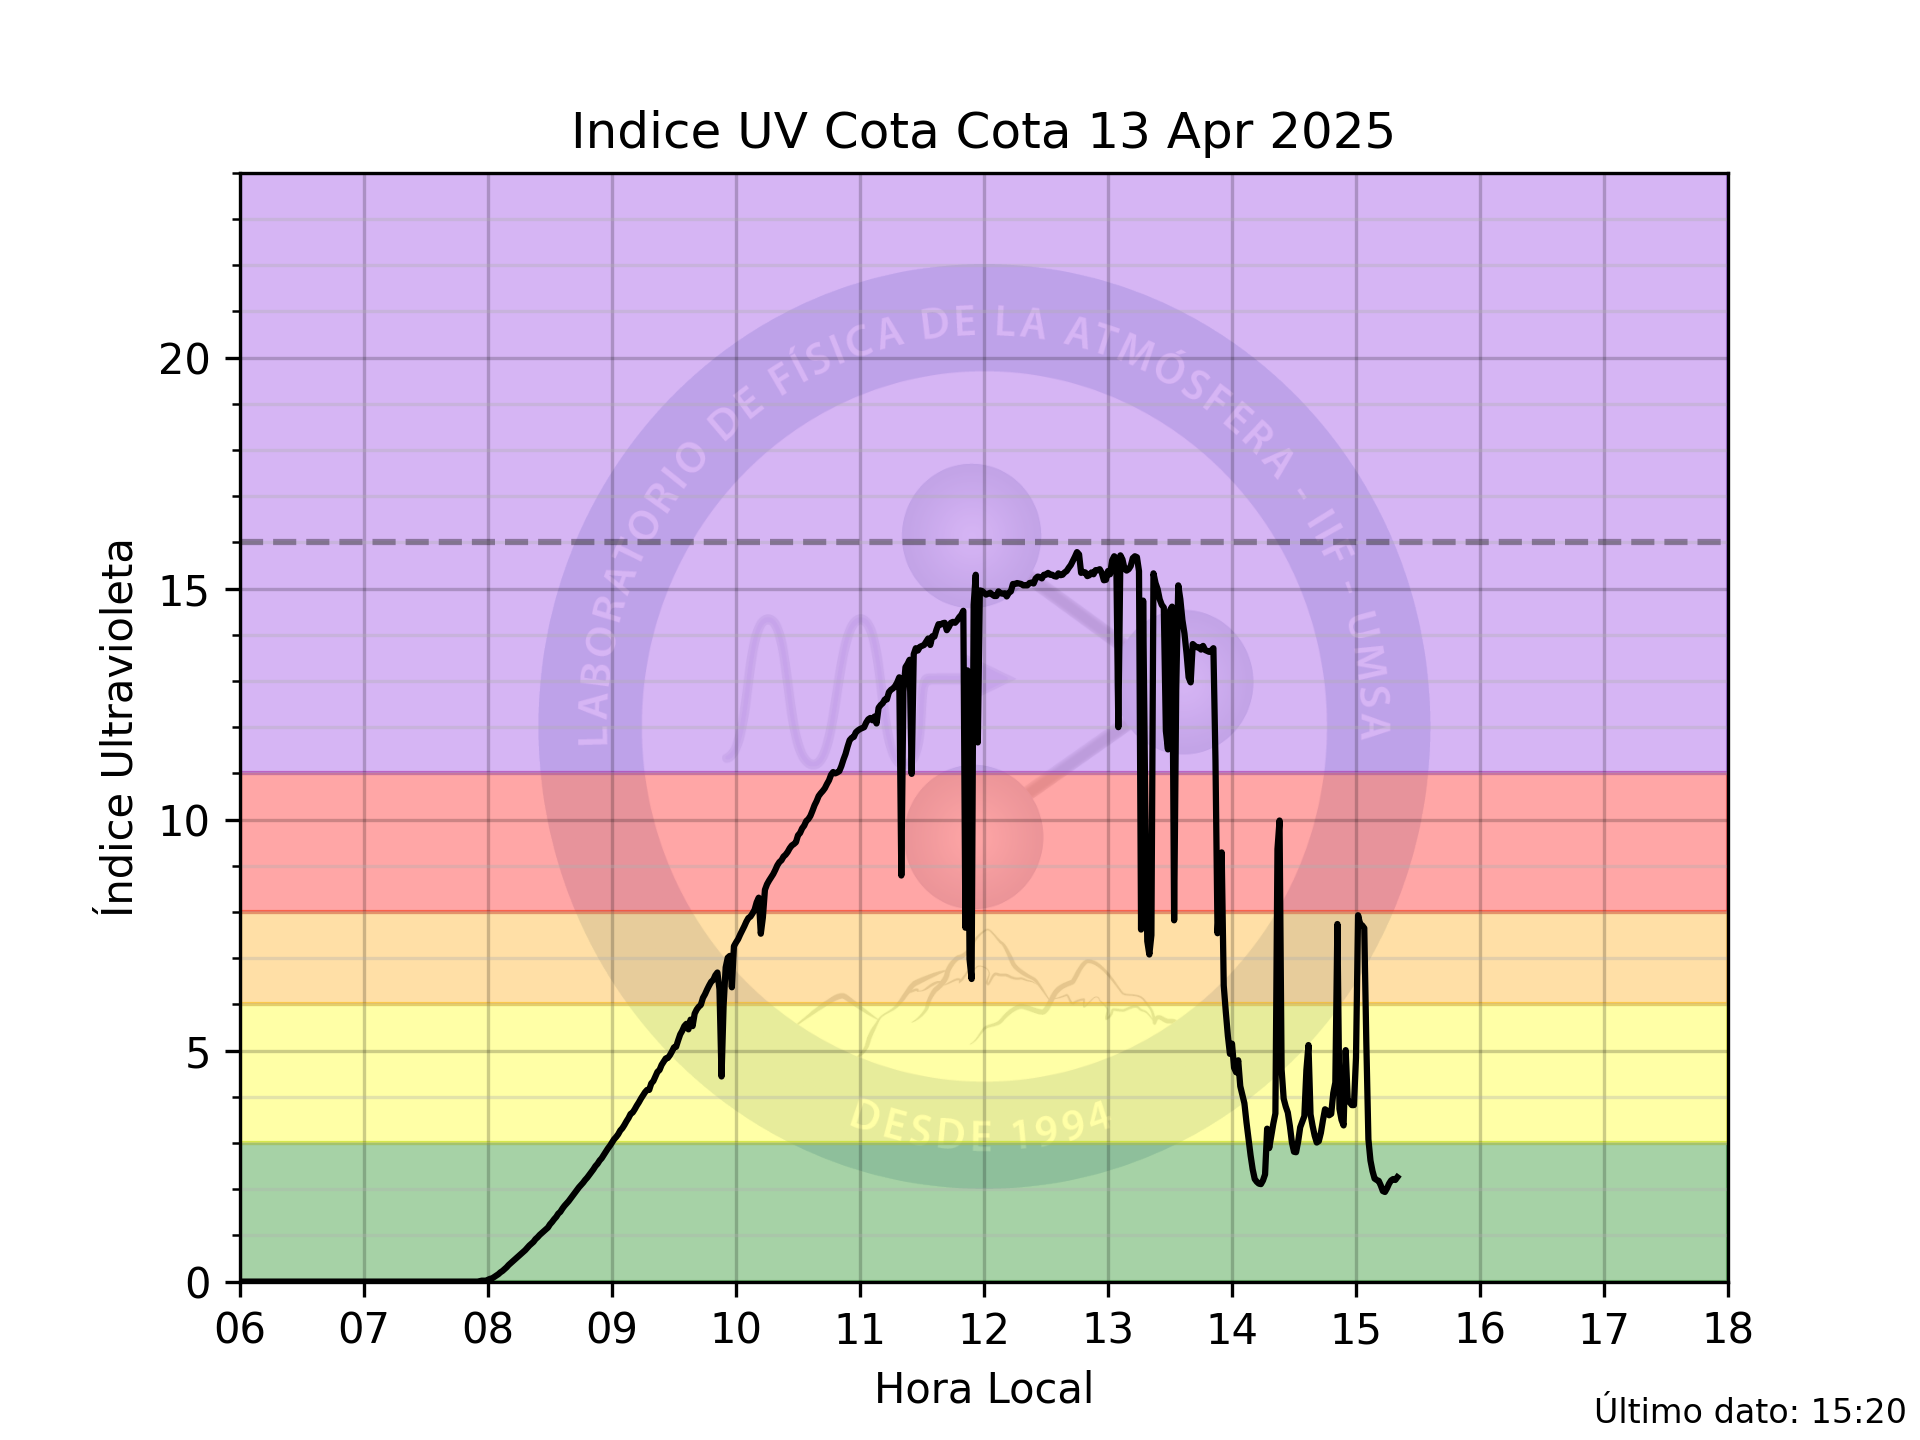 Indice UV Cota Cota 13 Apr 2025
LABORATORIO DE FÍSICA DE LA ATMÓSFERA - IIF - UMSA
DESDE 1994
Índice Ultravioleta
20
15
10
5
0
06 07 08 09 10 11 12 13 14 15 16 17 18
Hora Local
Último dato: 15:20